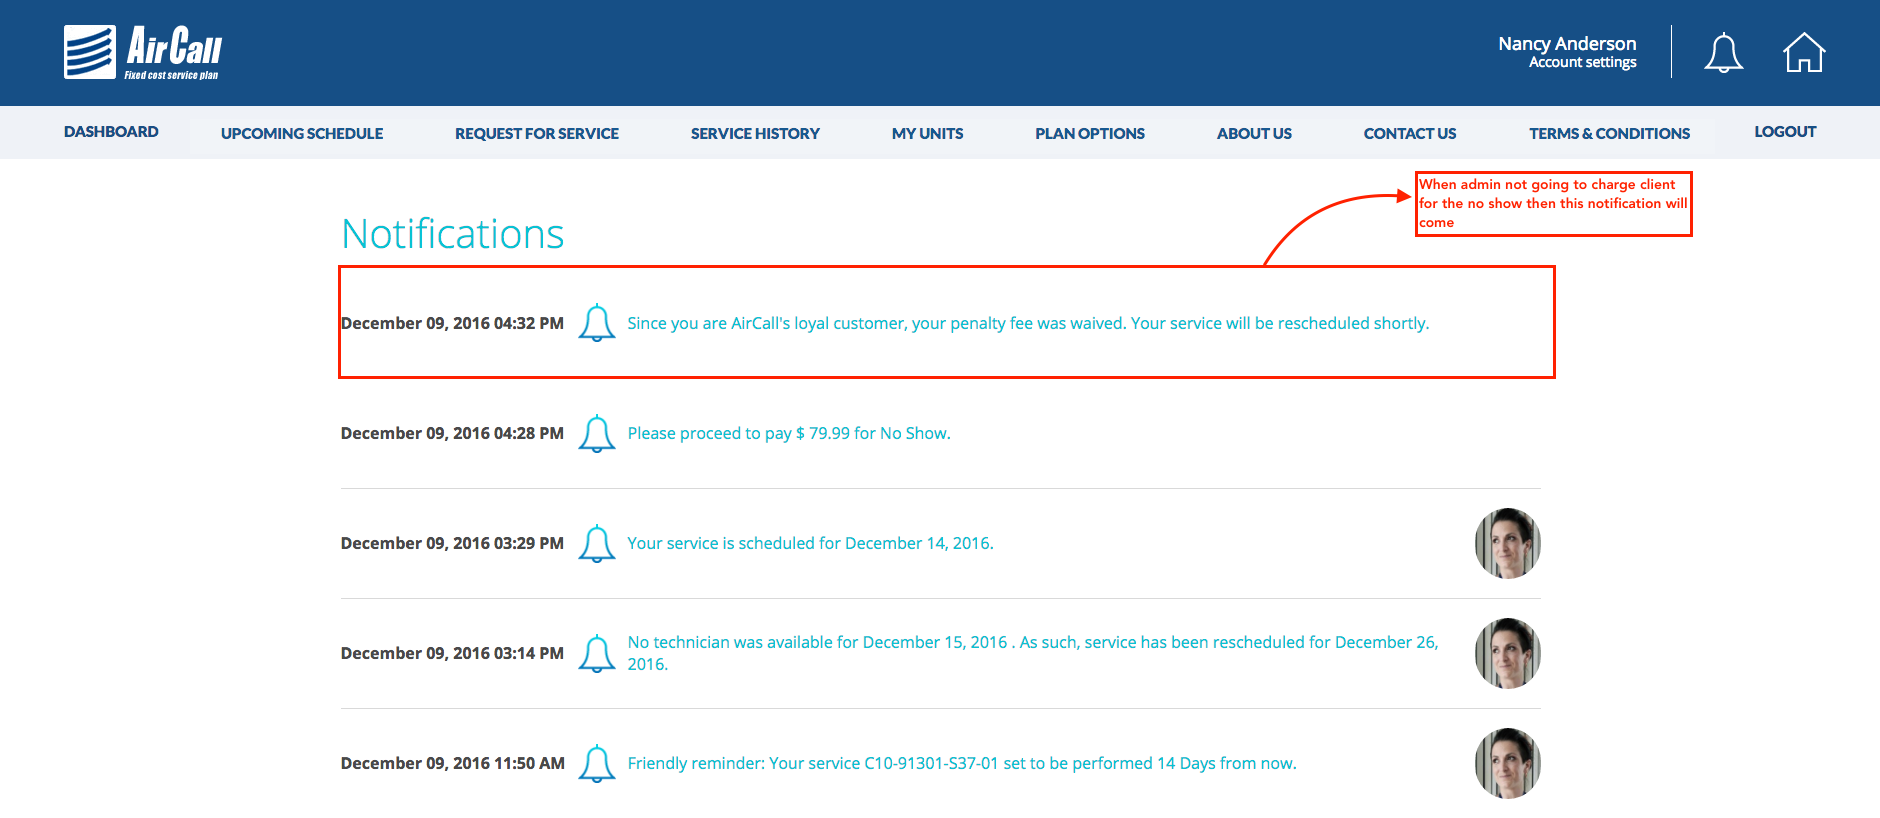 AirCall
Fixed cost service plan
Nancy Anderson
Account settings
DASHBOARD UPCOMING SCHEDULE REQUEST FOR SERVICE SERVICE HISTORY MY UNITS PLAN OPTIONS ABOUT US CONTACT US TERMS & CONDITIONS LOGOUT
When admin not going to charge client
for the no show then this notification will
come
Notifications
December 09, 2016 04:32 PM Since you are AirCall's loyal customer, your penalty fee was waived. Your service will be rescheduled shortly.
December 09, 2016 04:28 PM Please proceed to pay $ 79.99 for No Show.
December 09, 2016 03:29 PM Your service is scheduled for December 14, 2016.
December 09, 2016 03:14 PM No technician was available for December 15, 2016 . As such, service has been rescheduled for December 26,
2016.
December 09, 2016 11:50 AM Friendly reminder: Your service C10-91301-S37-01 set to be performed 14 Days from now.